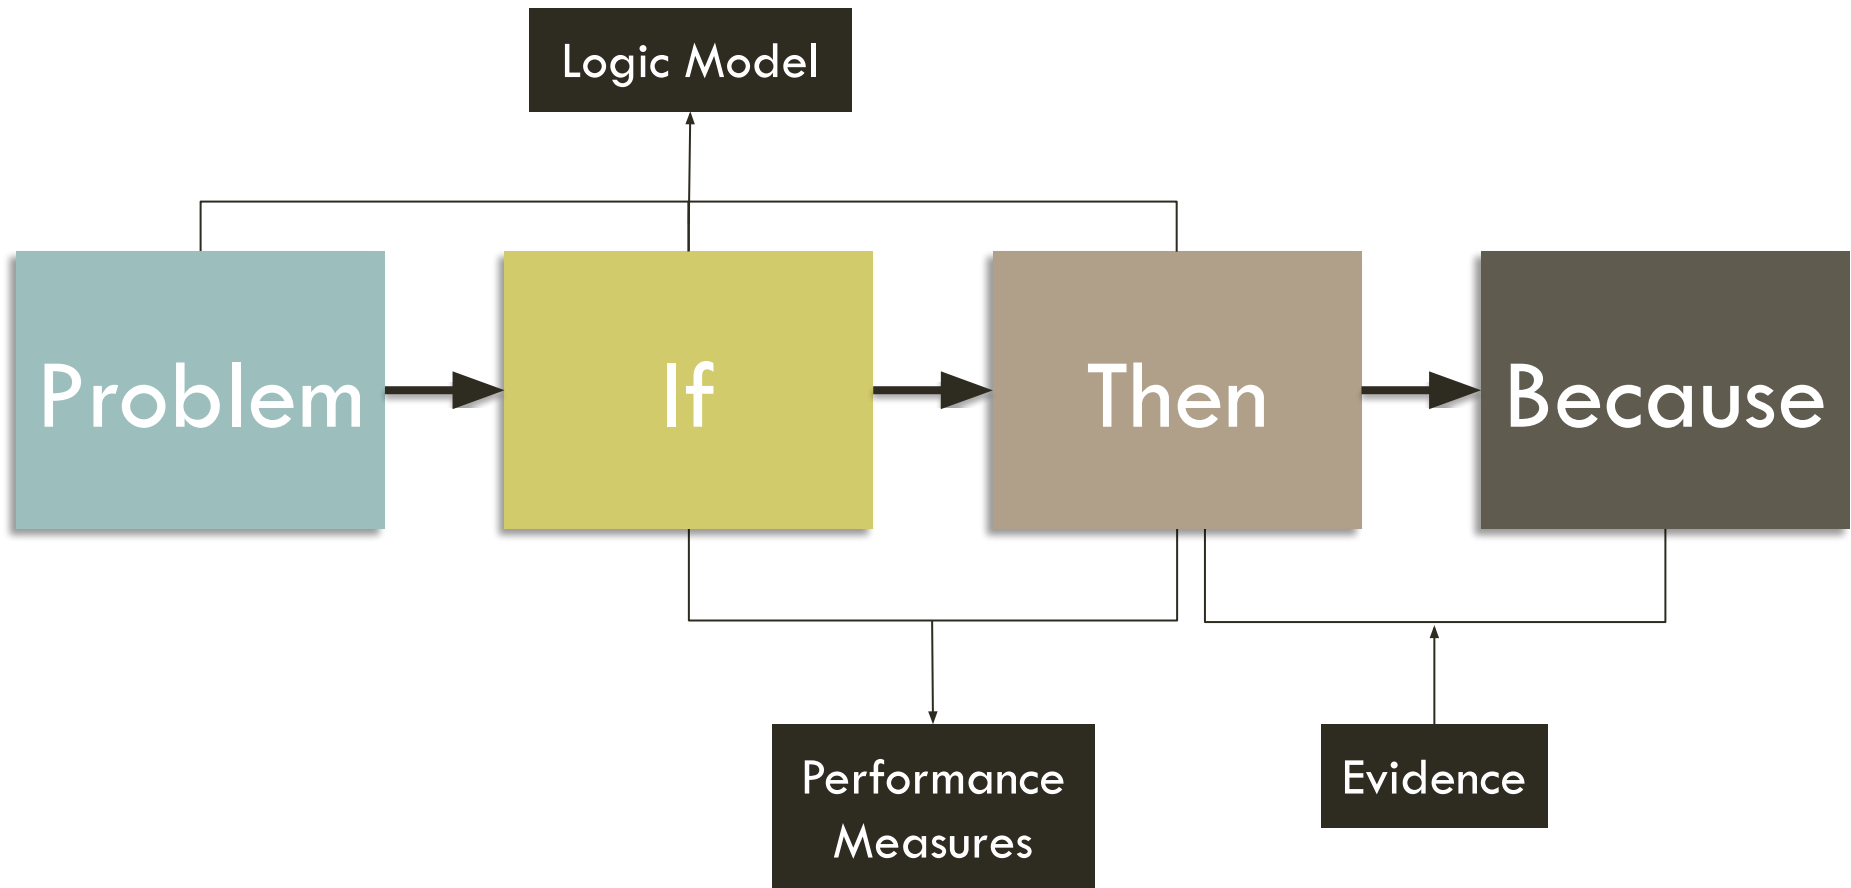 Logic Model
Problem
If
Then
Because
Performance
Measures
Evidence